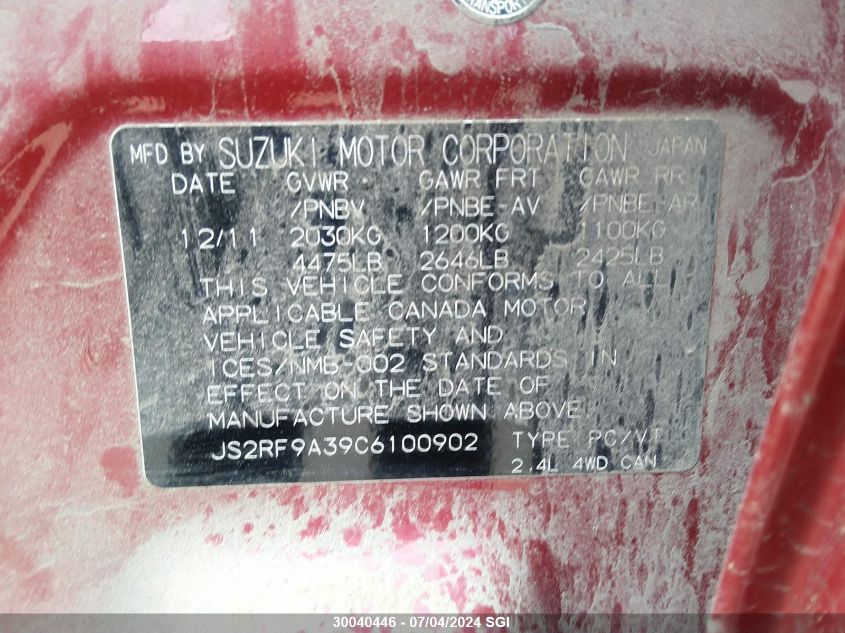 TRANSPORT
MFD BY SUZUKI MOTOR CORPORATION JAPAN
DATE GVWR GAWR FRT GAWR RR
/PNBV /PNBE-AV /PNBE-AR
12/11 2030KG 1200KG 1100KG
4475LB 2646LB 2425LB
THIS VEHICLE CONFORMS TO ALL
APPLICABLE CANADA MOTOR
VEHICLE SAFETY AND
ICES/NMB-002 STANDARDS IN
EFFECT ON THE DATE OF
MANUFACTURE SHOWN ABOVE.
JS2RF9A39C6100902 TYPE PC/VT
2.4L 4WD CAN
30040446 - 07/04/2024 SGI